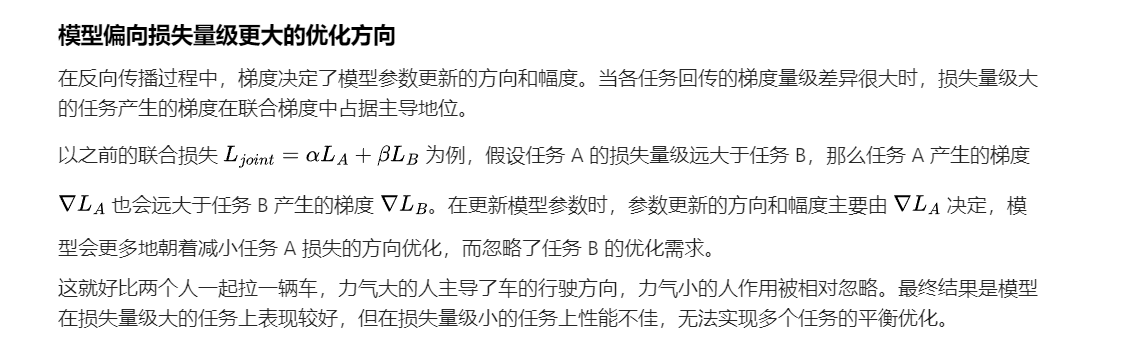 模型偏向损失量级更大的优化方向
在反向传播过程中，梯度决定了模型参数更新的方向和幅度。当各任务回传的梯度量级差异很大时，损失量级大
的任务产生的梯度在联合梯度中占据主导地位。
以之前的联合损失 L_{joint} = αL_A + βL_B 为例，假设任务 A 的损失量级远大于任务 B，那么任务 A 产生的梯度
∇L_A 也会远大于任务 B 产生的梯度 ∇L_B。在更新模型参数时，参数更新的方向和幅度主要由 ∇L_A 决定，模
型会更多地朝着减小任务 A 损失的方向优化，而忽略了任务 B 的优化需求。
这就好比两个人一起拉一辆车，力气大的人主导了车的行驶方向，力气小的人作用被相对忽略。最终结果是模型
在损失量级大的任务上表现较好，但在损失量级小的任务上性能不佳，无法实现多个任务的平衡优化。